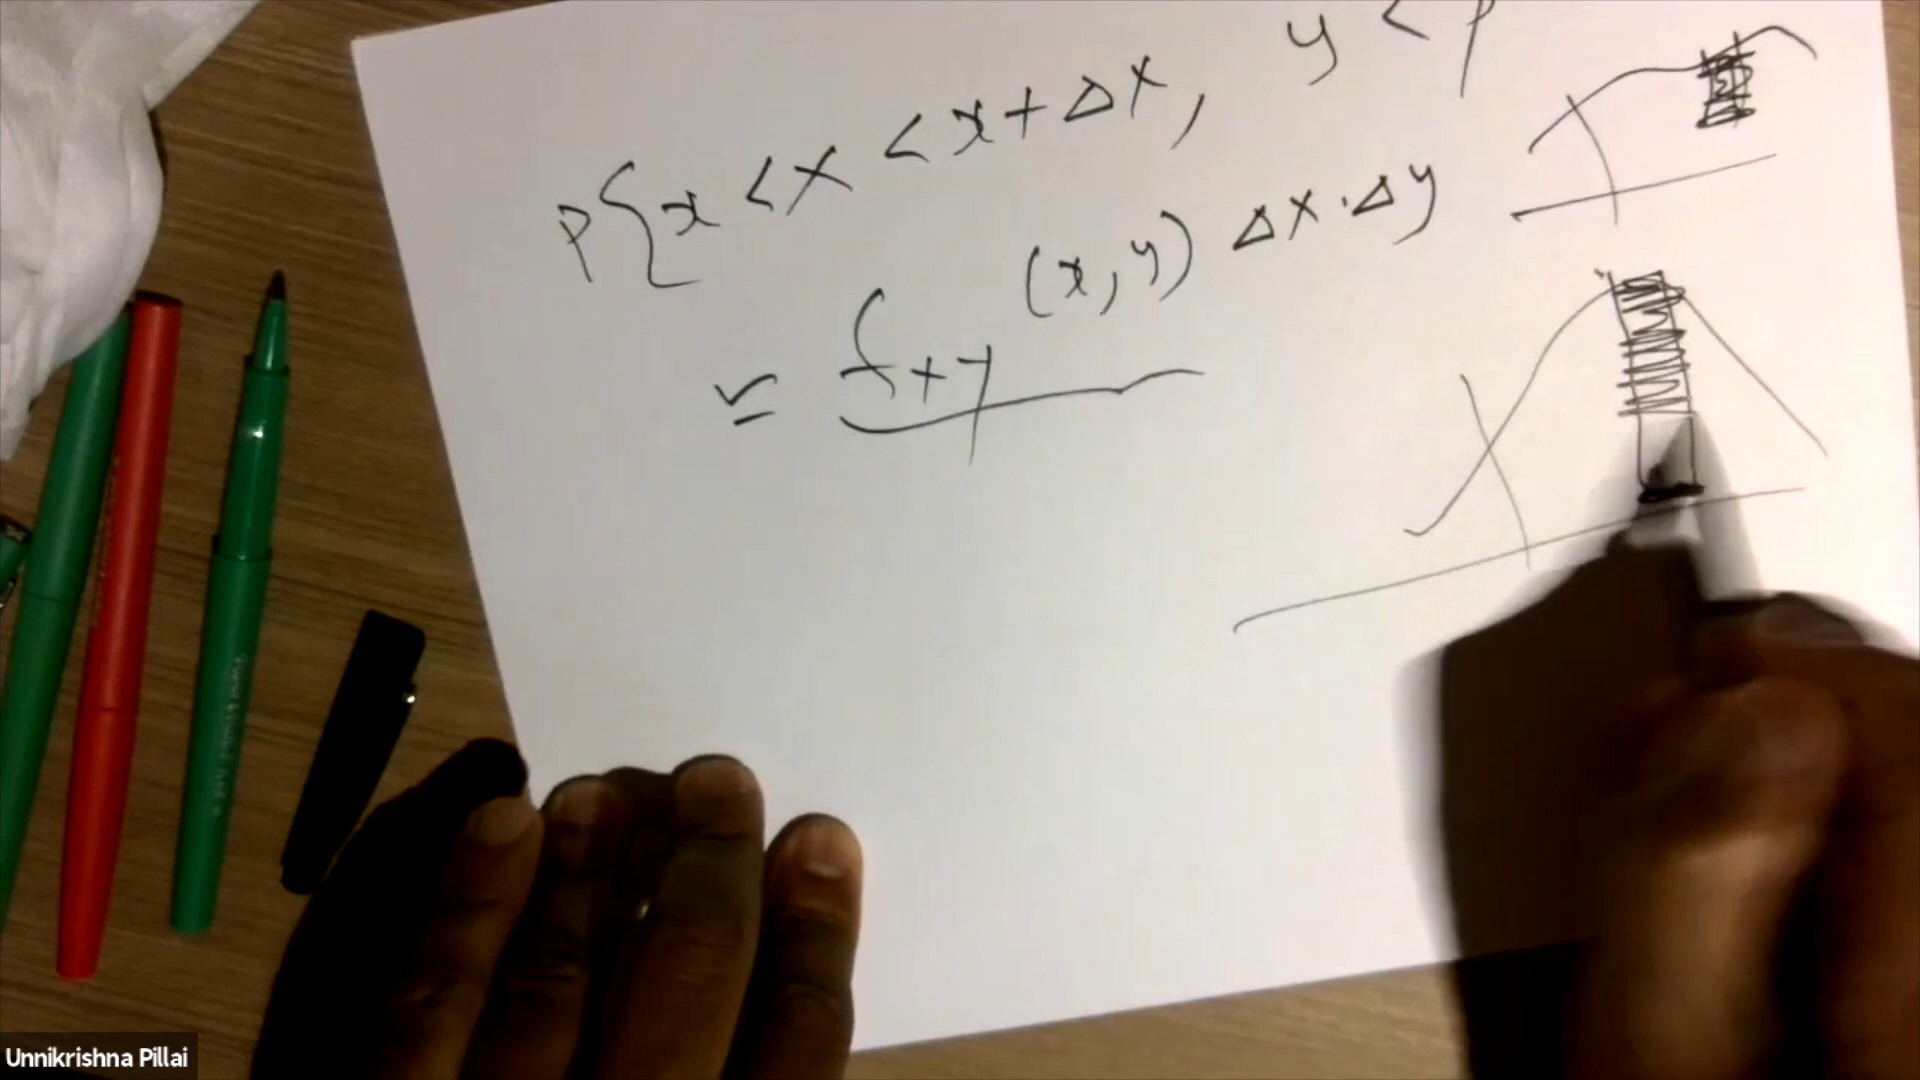 P{x < X < x + Δx, y < Y
≃ f_XY (x, y) Δx · Δy
Unnikrishna Pillai